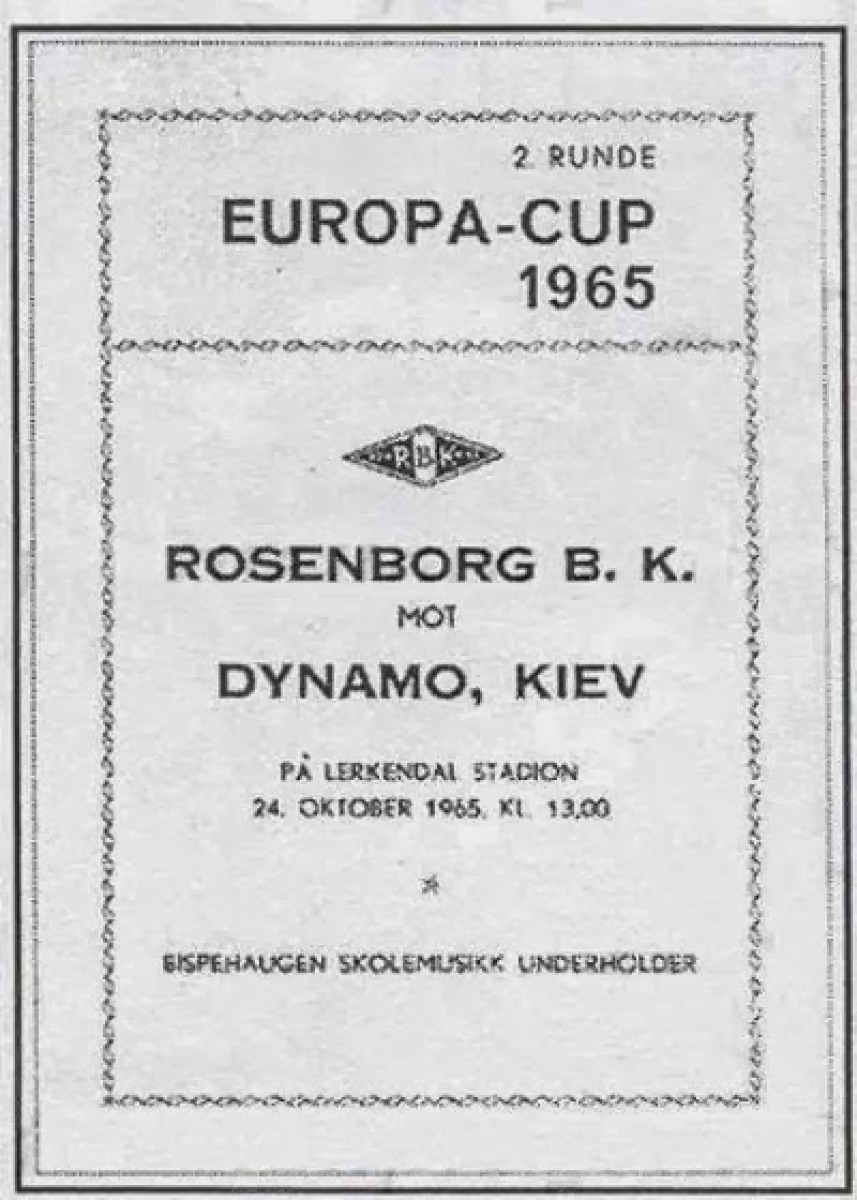 2. RUNDE
EUROPA-CUP
1965
RBK
ROSENBORG B. K.
MOT
DYNAMO, KIEV
PÅ LERKENDAL STADION
24. OKTOBER 1965. KL. 13,00
BISPEHAUGEN SKOLEMUSIKK UNDERHOLDER